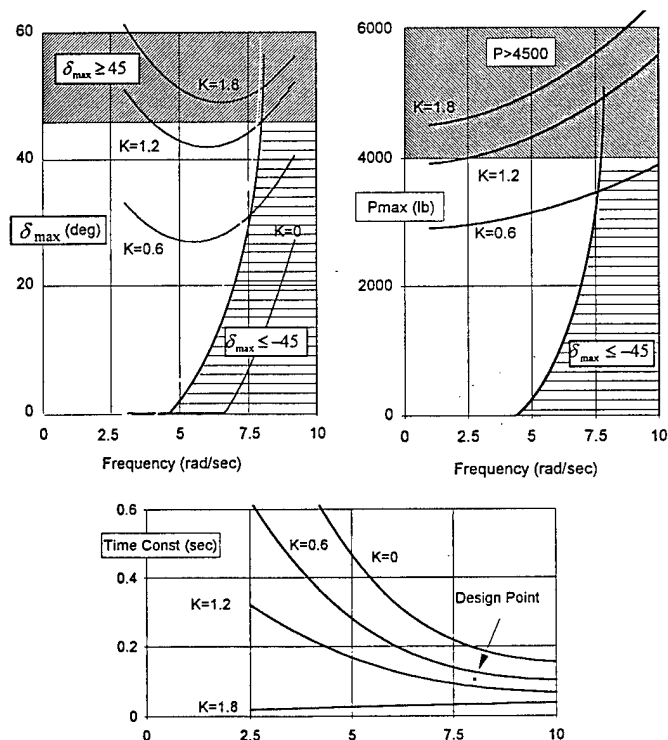 60
δmax ≥ 45
K=1.8
40
K=1.2
δmax (deg)
K=0
K=0.6
20
δmax ≤ −45
0
0
2.5
5
7.5
10
Frequency (rad/sec)
6000
P>4500
K=1.8
4000
K=1.2
Pmax (lb)
K=0.6
2000
δmax ≤ −45
0
0
2.5
5
7.5
10
Frequency (rad/sec)
0.6
Time Const (sec)
K=0.6
K=0
0.4
K=1.2
Design Point
0.2
K=1.8
0
0
2.5
5
7.5
10